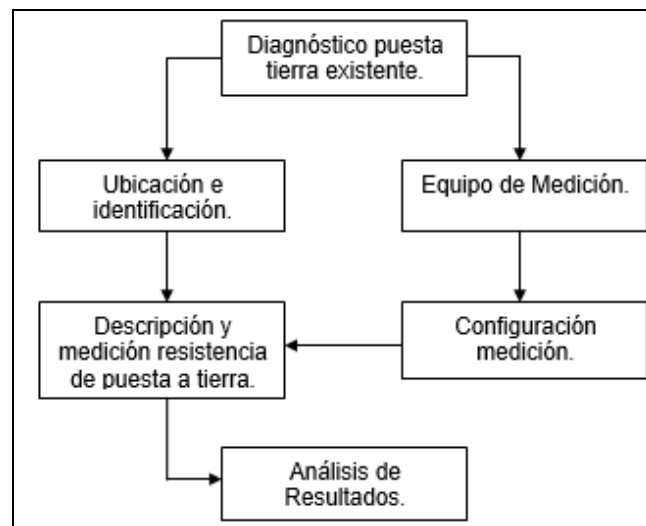 Diagnóstico puesta
tierra existente.
Ubicación e
identificación.
Equipo de Medición.
Descripción y
medición resistencia
de puesta a tierra.
Configuración
medición.
Análisis de
Resultados.